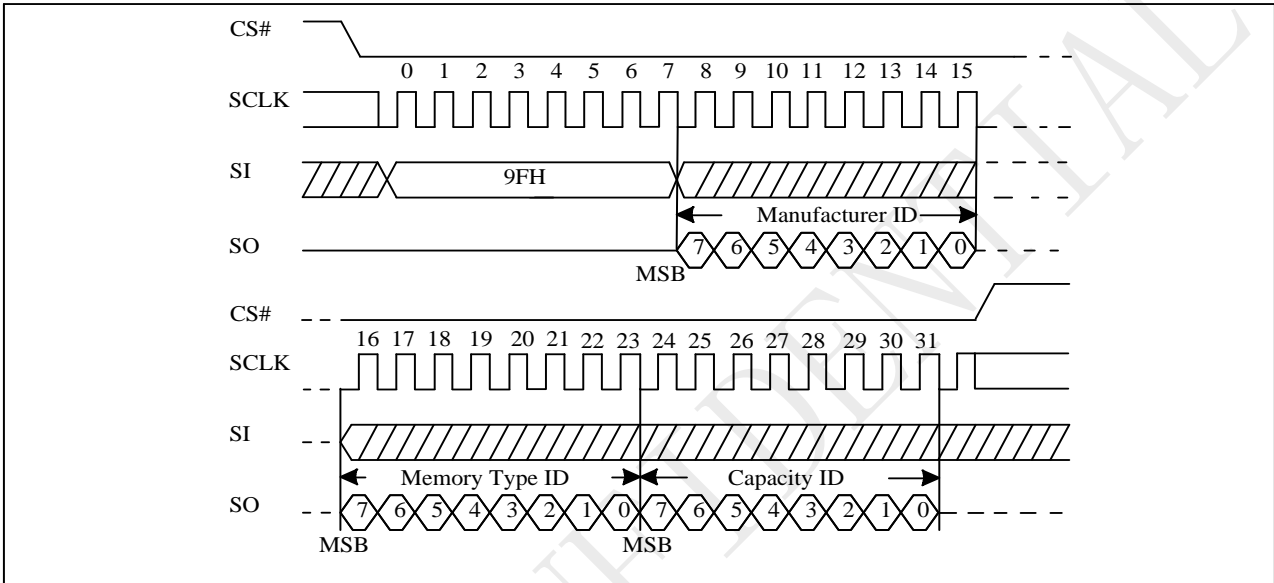 CS#
0 1 2 3 4 5 6 7 8 9 10 11 12 13 14 15
SCLK
SI
9FH
Manufacturer ID
SO
7 6 5 4 3 2 1 0
MSB
CS#
16 17 18 19 20 21 22 23 24 25 26 27 28 29 30 31
SCLK
SI
Memory Type ID Capacity ID
SO
7 6 5 4 3 2 1 0 7 6 5 4 3 2 1 0
MSB MSB